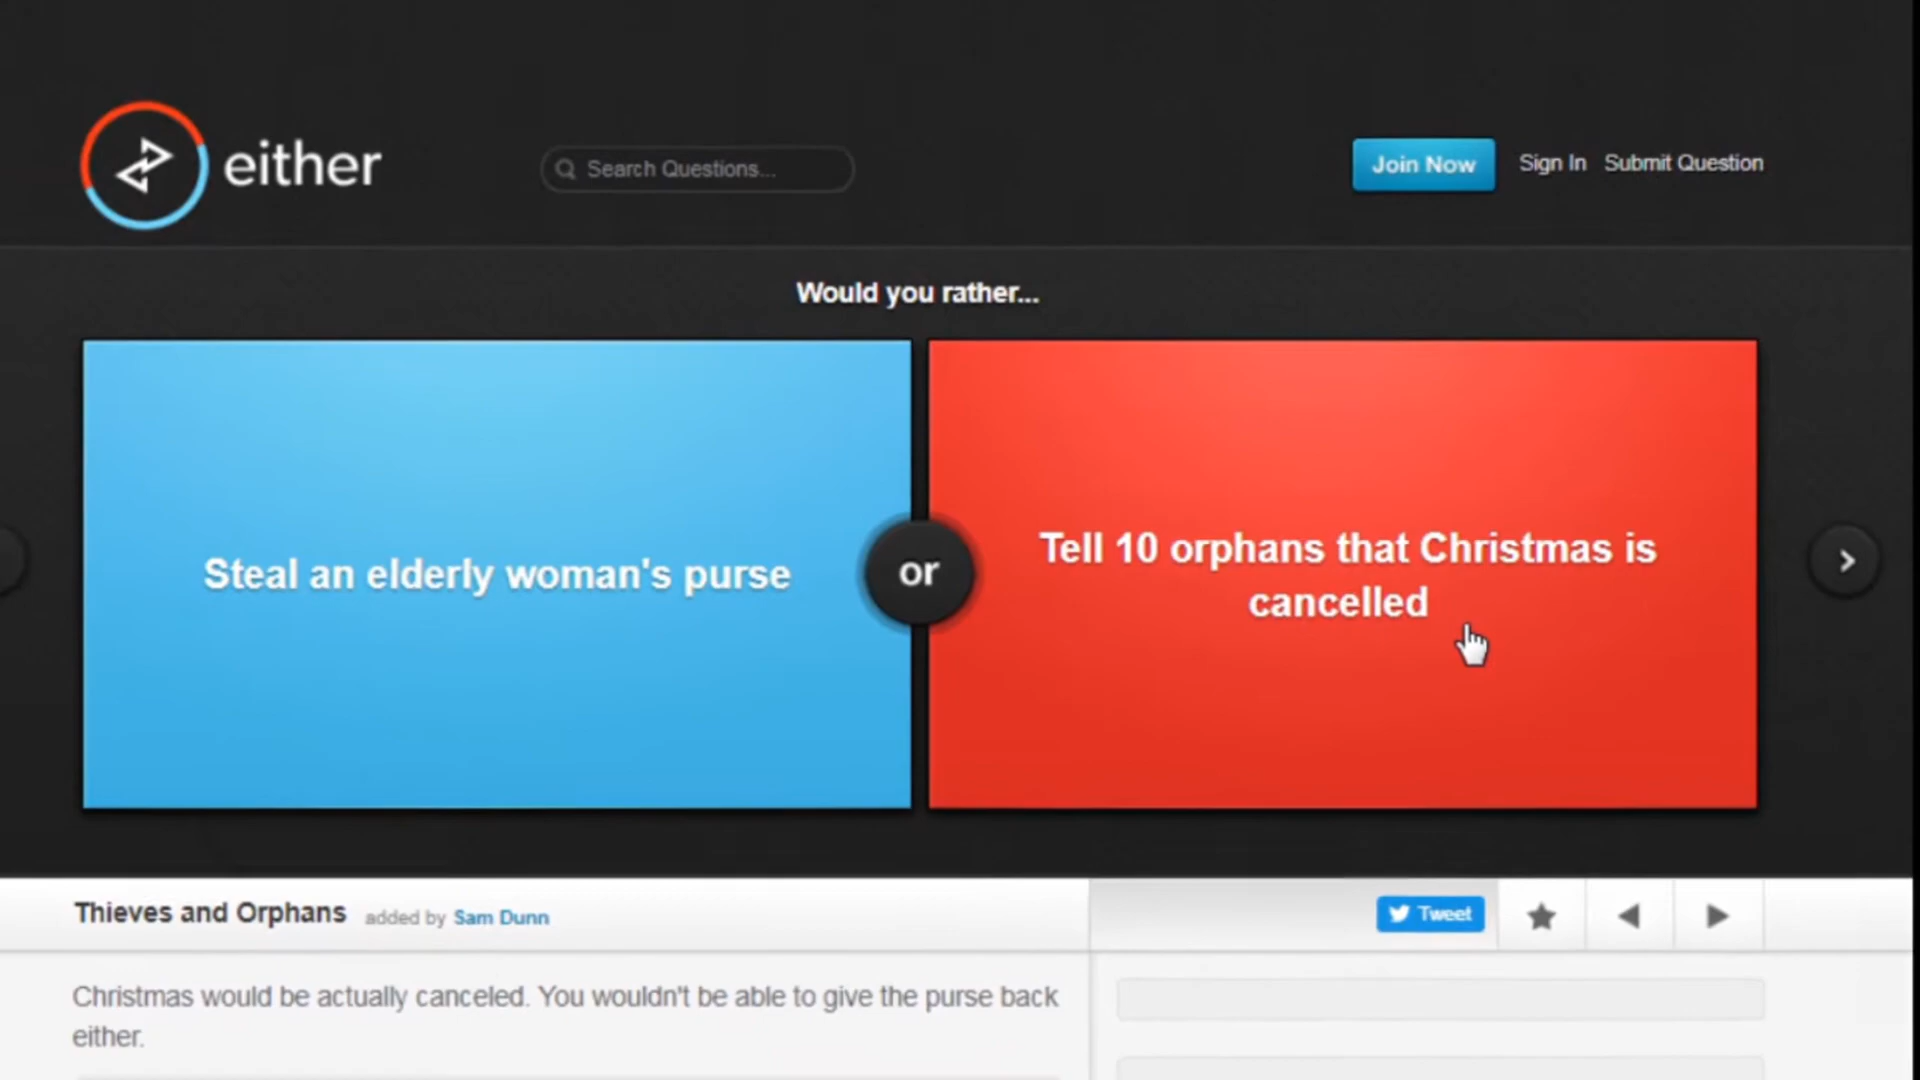 either
Search Questions...
Join Now
Sign In
Submit Question
Would you rather...
Steal an elderly woman's purse
or
Tell 10 orphans that Christmas is
cancelled
Thieves and Orphans added by Sam Dunn
Tweet
Christmas would be actually canceled. You wouldn't be able to give the purse back
either.